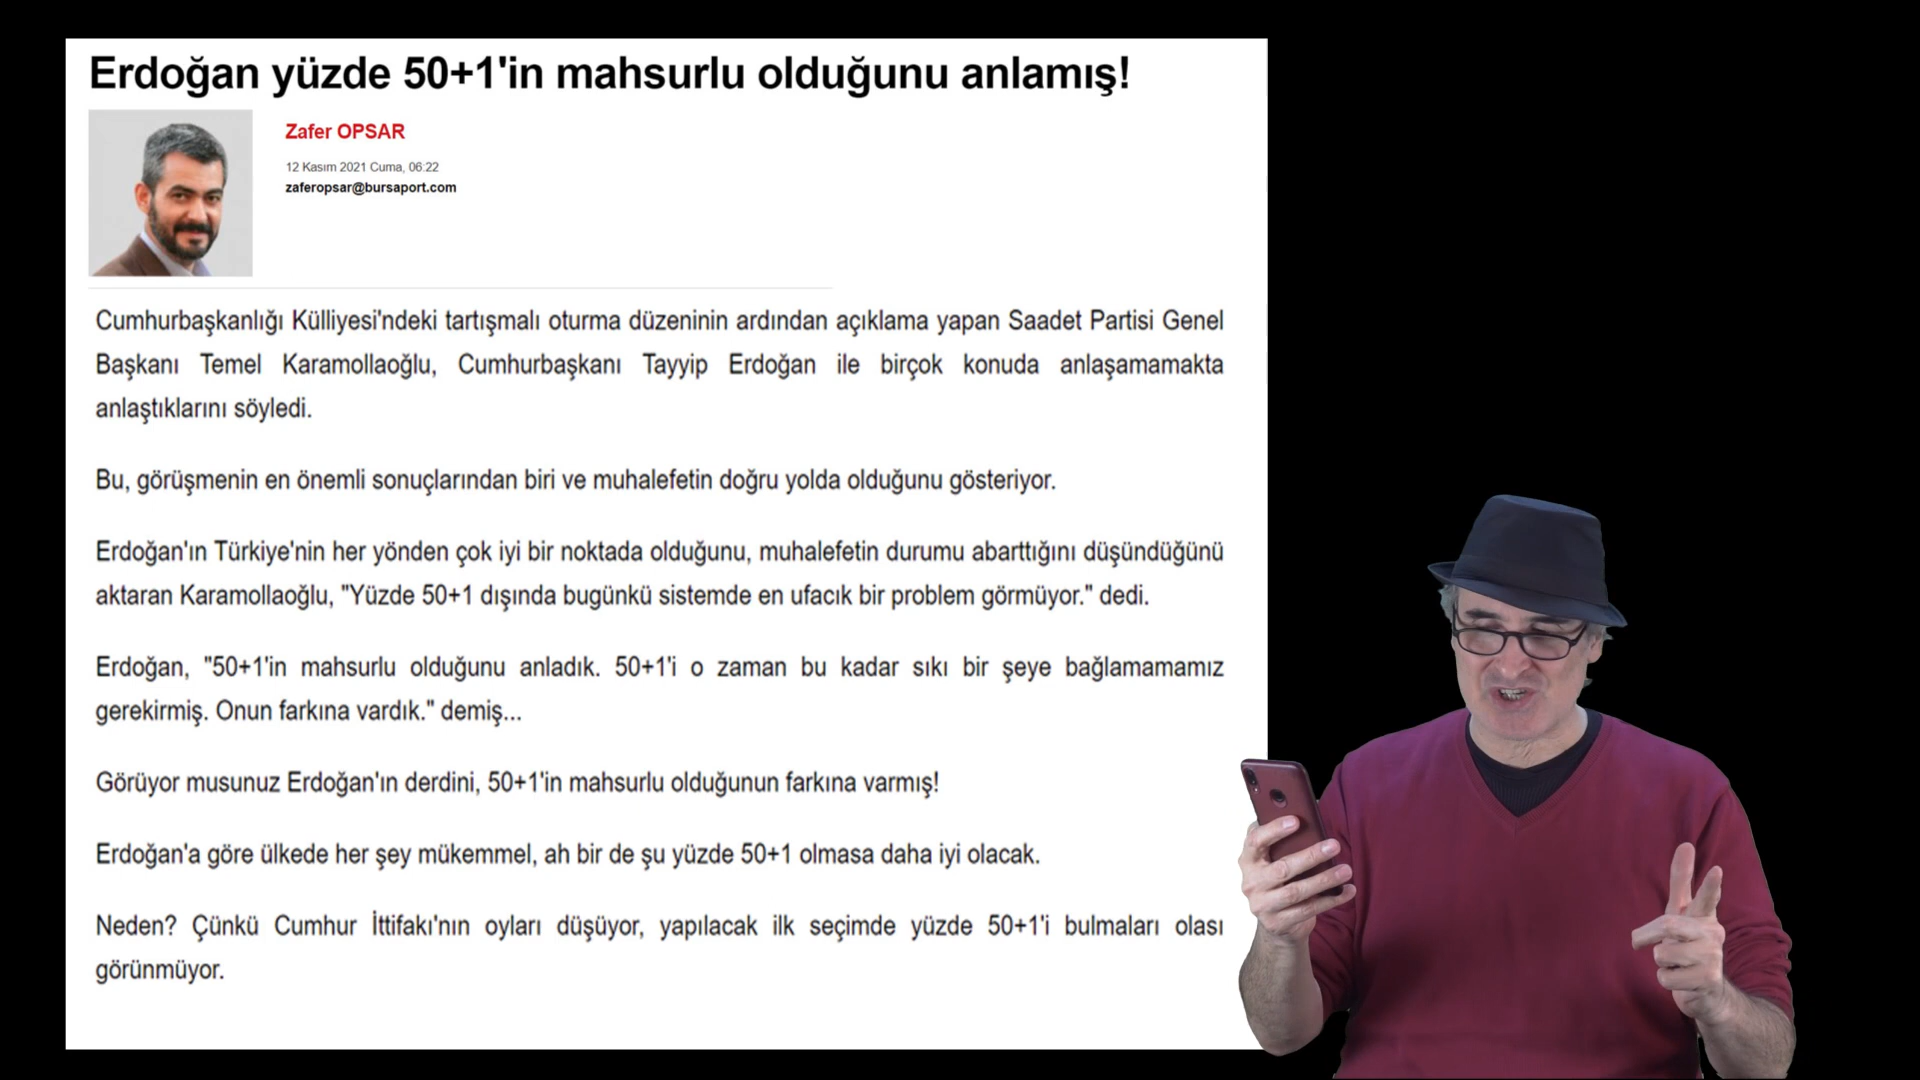 Erdoğan yüzde 50+1'in mahsurlu olduğunu anlamış!
Zafer OPSAR
12 Kasım 2021 Cuma, 06:22
zaferopsar@bursaport.com
Cumhurbaşkanlığı Külliyesi'ndeki tartışmalı oturma düzeninin ardından açıklama yapan Saadet Partisi Genel
Başkanı Temel Karamollaoğlu, Cumhurbaşkanı Tayyip Erdoğan ile birçok konuda anlaşamamakta
anlaştıklarını söyledi.
Bu, görüşmenin en önemli sonuçlarından biri ve muhalefetin doğru yolda olduğunu gösteriyor.
Erdoğan'ın Türkiye'nin her yönden çok iyi bir noktada olduğunu, muhalefetin durumu abarttığını düşündüğünü
aktaran Karamollaoğlu, "Yüzde 50+1 dışında bugünkü sistemde en ufacık bir problem görmüyor." dedi.
Erdoğan, "50+1'in mahsurlu olduğunu anladık. 50+1'i o zaman bu kadar sıkı bir şeye bağlamamamız
gerekirmiş. Onun farkına vardık." demiş...
Görüyor musunuz Erdoğan'ın derdini, 50+1'in mahsurlu olduğunun farkına varmış!
Erdoğan'a göre ülkede her şey mükemmel, ah bir de şu yüzde 50+1 olmasa daha iyi olacak.
Neden? Çünkü Cumhur İttifakı'nın oyları düşüyor, yapılacak ilk seçimde yüzde 50+1'i bulmaları olası
görünmüyor.